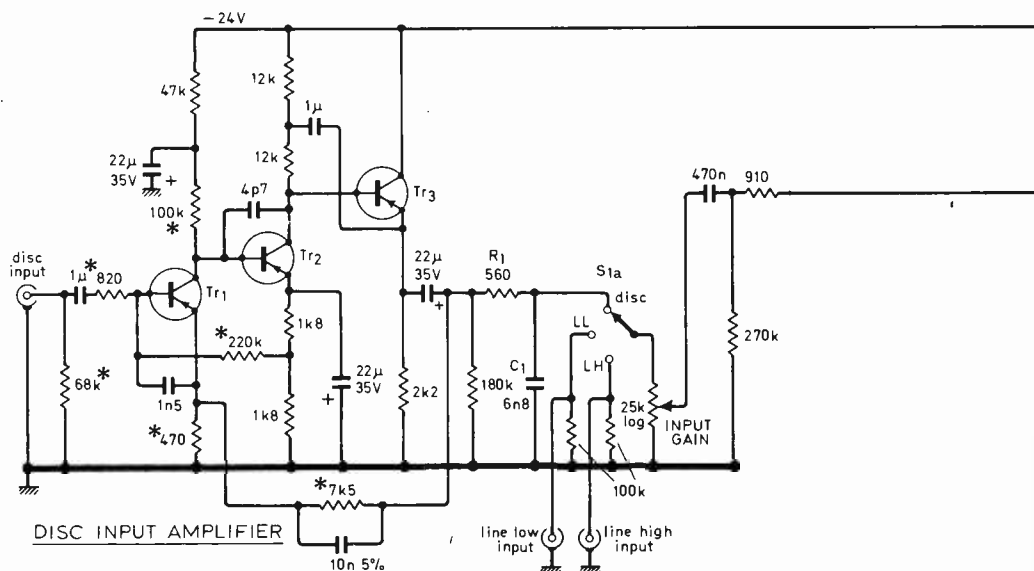 −24V
47k
12k
1μ
22μ
35V
+
12k
4p7
100k
*
Tr3
470n
910
disc
input
1μ
*
820
Tr1
Tr2
22μ
35V
+
R1
560
S1a
disc
LL
LH
1k8
*
220k
270k
68k
*
1n5
22μ
35V
+
2k2
180k
C1
6n8
25k
log
INPUT
GAIN
*
470
1k8
100k
*
7k5
DISC INPUT AMPLIFIER
10n 5%
line low
input
line high
input